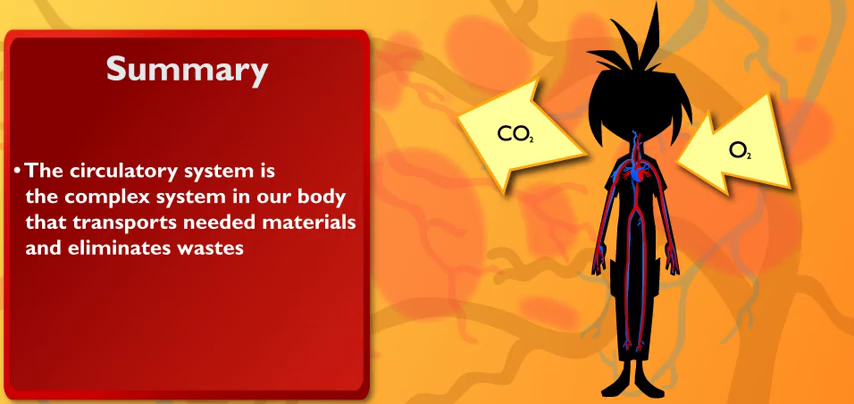 Summary
• The circulatory system is
the complex system in our body
that transports needed materials
and eliminates wastes
CO₂
O₂